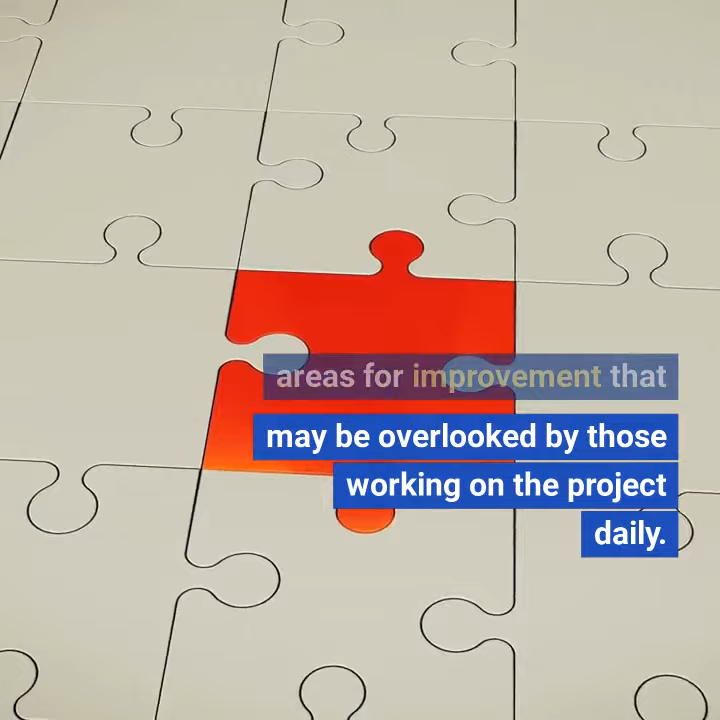 areas for improvement that
may be overlooked by those
working on the project
daily.